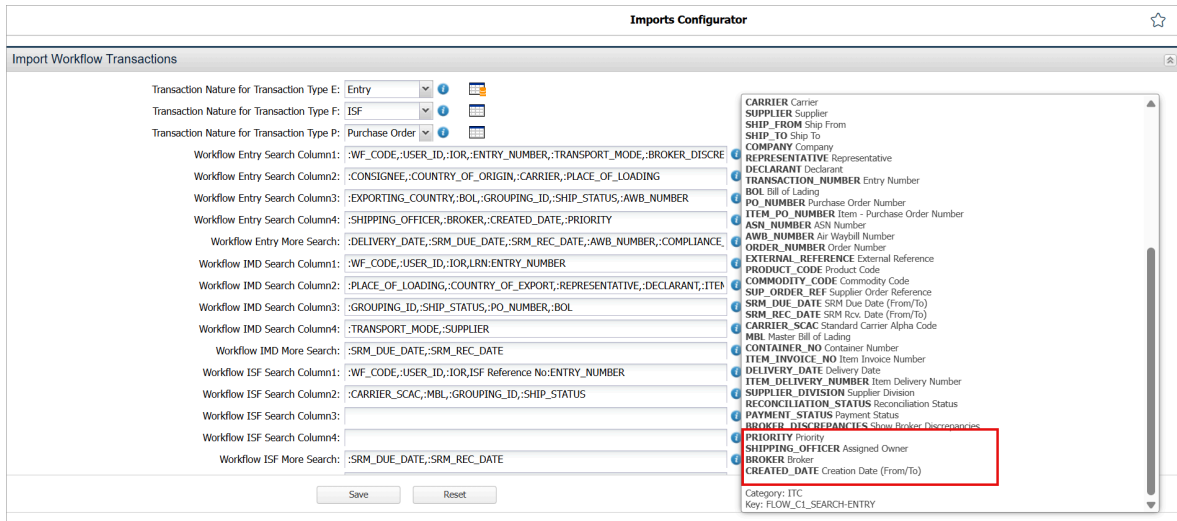 Imports Configurator
Import Workflow Transactions
Transaction Nature for Transaction Type E: Entry
Transaction Nature for Transaction Type F: ISF
Transaction Nature for Transaction Type P: Purchase Order
Workflow Entry Search Column1: :WF_CODE,:USER_ID,:IOR,:ENTRY_NUMBER,:TRANSPORT_MODE,:BROKER_DISCRE
Workflow Entry Search Column2: :CONSIGNEE,:COUNTRY_OF_ORIGIN,:CARRIER,:PLACE_OF_LOADING
Workflow Entry Search Column3: :EXPORTING_COUNTRY,:BOL,:GROUPING_ID,:SHIP_STATUS,:AWB_NUMBER
Workflow Entry Search Column4: :SHIPPING_OFFICER,:BROKER,:CREATED_DATE,:PRIORITY
Workflow Entry More Search: :DELIVERY_DATE,:SRM_DUE_DATE,:SRM_REC_DATE,:AWB_NUMBER,:COMPLIANCE_
Workflow IMD Search Column1: :WF_CODE,:USER_ID,:IOR,LRN:ENTRY_NUMBER
Workflow IMD Search Column2: :PLACE_OF_LOADING,:COUNTRY_OF_EXPORT,:REPRESENTATIVE,:DECLARANT,:ITEM
Workflow IMD Search Column3: :GROUPING_ID,:SHIP_STATUS,:PO_NUMBER,:BOL
Workflow IMD Search Column4: :TRANSPORT_MODE,:SUPPLIER
Workflow IMD More Search: :SRM_DUE_DATE,:SRM_REC_DATE
Workflow ISF Search Column1: :WF_CODE,:USER_ID,:IOR,ISF Reference No:ENTRY_NUMBER
Workflow ISF Search Column2: :CARRIER_SCAC,:MBL,:GROUPING_ID,:SHIP_STATUS
Workflow ISF Search Column3:
Workflow ISF Search Column4:
Workflow ISF More Search: :SRM_DUE_DATE,:SRM_REC_DATE
Save Reset
CARRIER Carrier
SUPPLIER Supplier
SHIP_FROM Ship From
SHIP_TO Ship To
COMPANY Company
REPRESENTATIVE Representative
DECLARANT Declarant
TRANSACTION_NUMBER Entry Number
BOL Bill of Lading
PO_NUMBER Purchase Order Number
ITEM_PO_NUMBER Item - Purchase Order Number
ASN_NUMBER ASN Number
AWB_NUMBER Air Waybill Number
ORDER_NUMBER Order Number
EXTERNAL_REFERENCE External Reference
PRODUCT_CODE Product Code
COMMODITY_CODE Commodity Code
SUP_ORDER_REF Supplier Order Reference
SRM_DUE_DATE SRM Due Date (From/To)
SRM_REC_DATE SRM Rcv. Date (From/To)
CARRIER_SCAC Standard Carrier Alpha Code
MBL Master Bill of Lading
CONTAINER_NO Container Number
ITEM_INVOICE_NO Item Invoice Number
DELIVERY_DATE Delivery Date
ITEM_DELIVERY_NUMBER Item Delivery Number
SUPPLIER_DIVISION Supplier Division
RECONCILIATION_STATUS Reconciliation Status
PAYMENT_STATUS Payment Status
BROKER_DISCREPANCIES Show Broker Discrepancies
PRIORITY Priority
SHIPPING_OFFICER Assigned Owner
BROKER Broker
CREATED_DATE Creation Date (From/To)
Category: ITC
Key: FLOW_C1_SEARCH-ENTRY